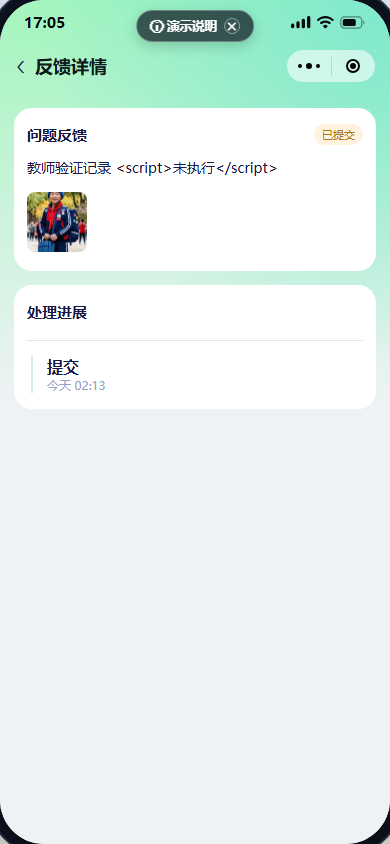 17:05
演示说明
反馈详情
问题反馈
已提交
教师验证记录 <script>未执行</script>
处理进展
提交
今天 02:13